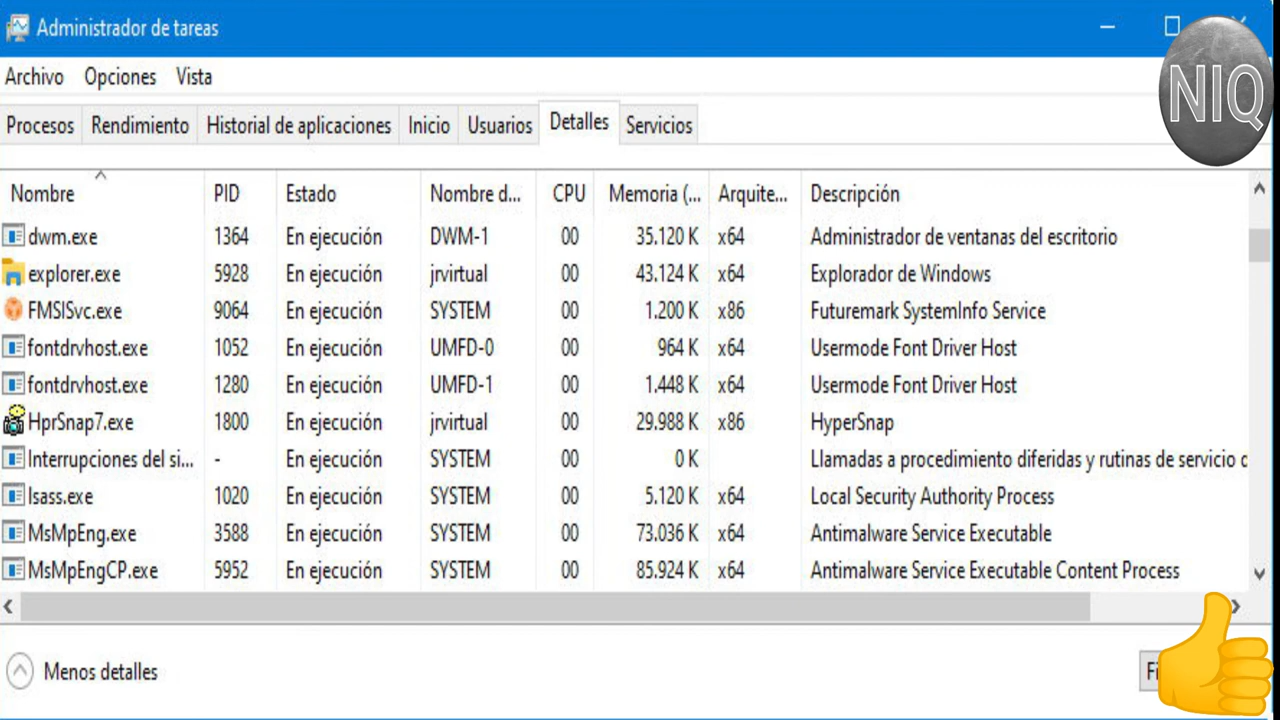 Administrador de tareas
NIQ
Archivo Opciones Vista
Procesos Rendimiento Historial de aplicaciones Inicio Usuarios Detalles Servicios
Nombre PID Estado Nombre d... CPU Memoria (... Arquite... Descripción
dwm.exe 1364 En ejecución DWM-1 00 35.120 K x64 Administrador de ventanas del escritorio
explorer.exe 5928 En ejecución jrvirtual 00 43.124 K x64 Explorador de Windows
FMSISvc.exe 9064 En ejecución SYSTEM 00 1.200 K x86 Futuremark SystemInfo Service
fontdrvhost.exe 1052 En ejecución UMFD-0 00 964 K x64 Usermode Font Driver Host
fontdrvhost.exe 1280 En ejecución UMFD-1 00 1.448 K x64 Usermode Font Driver Host
HprSnap7.exe 1800 En ejecución jrvirtual 00 29.988 K x86 HyperSnap
Interrupciones del si... - En ejecución SYSTEM 00 0 K Llamadas a procedimiento diferidas y rutinas de servicio
lsass.exe 1020 En ejecución SYSTEM 00 5.120 K x64 Local Security Authority Process
MsMpEng.exe 3588 En ejecución SYSTEM 00 73.036 K x64 Antimalware Service Executable
MsMpEngCP.exe 5952 En ejecución SYSTEM 00 85.924 K x64 Antimalware Service Executable Content Process
Menos detalles